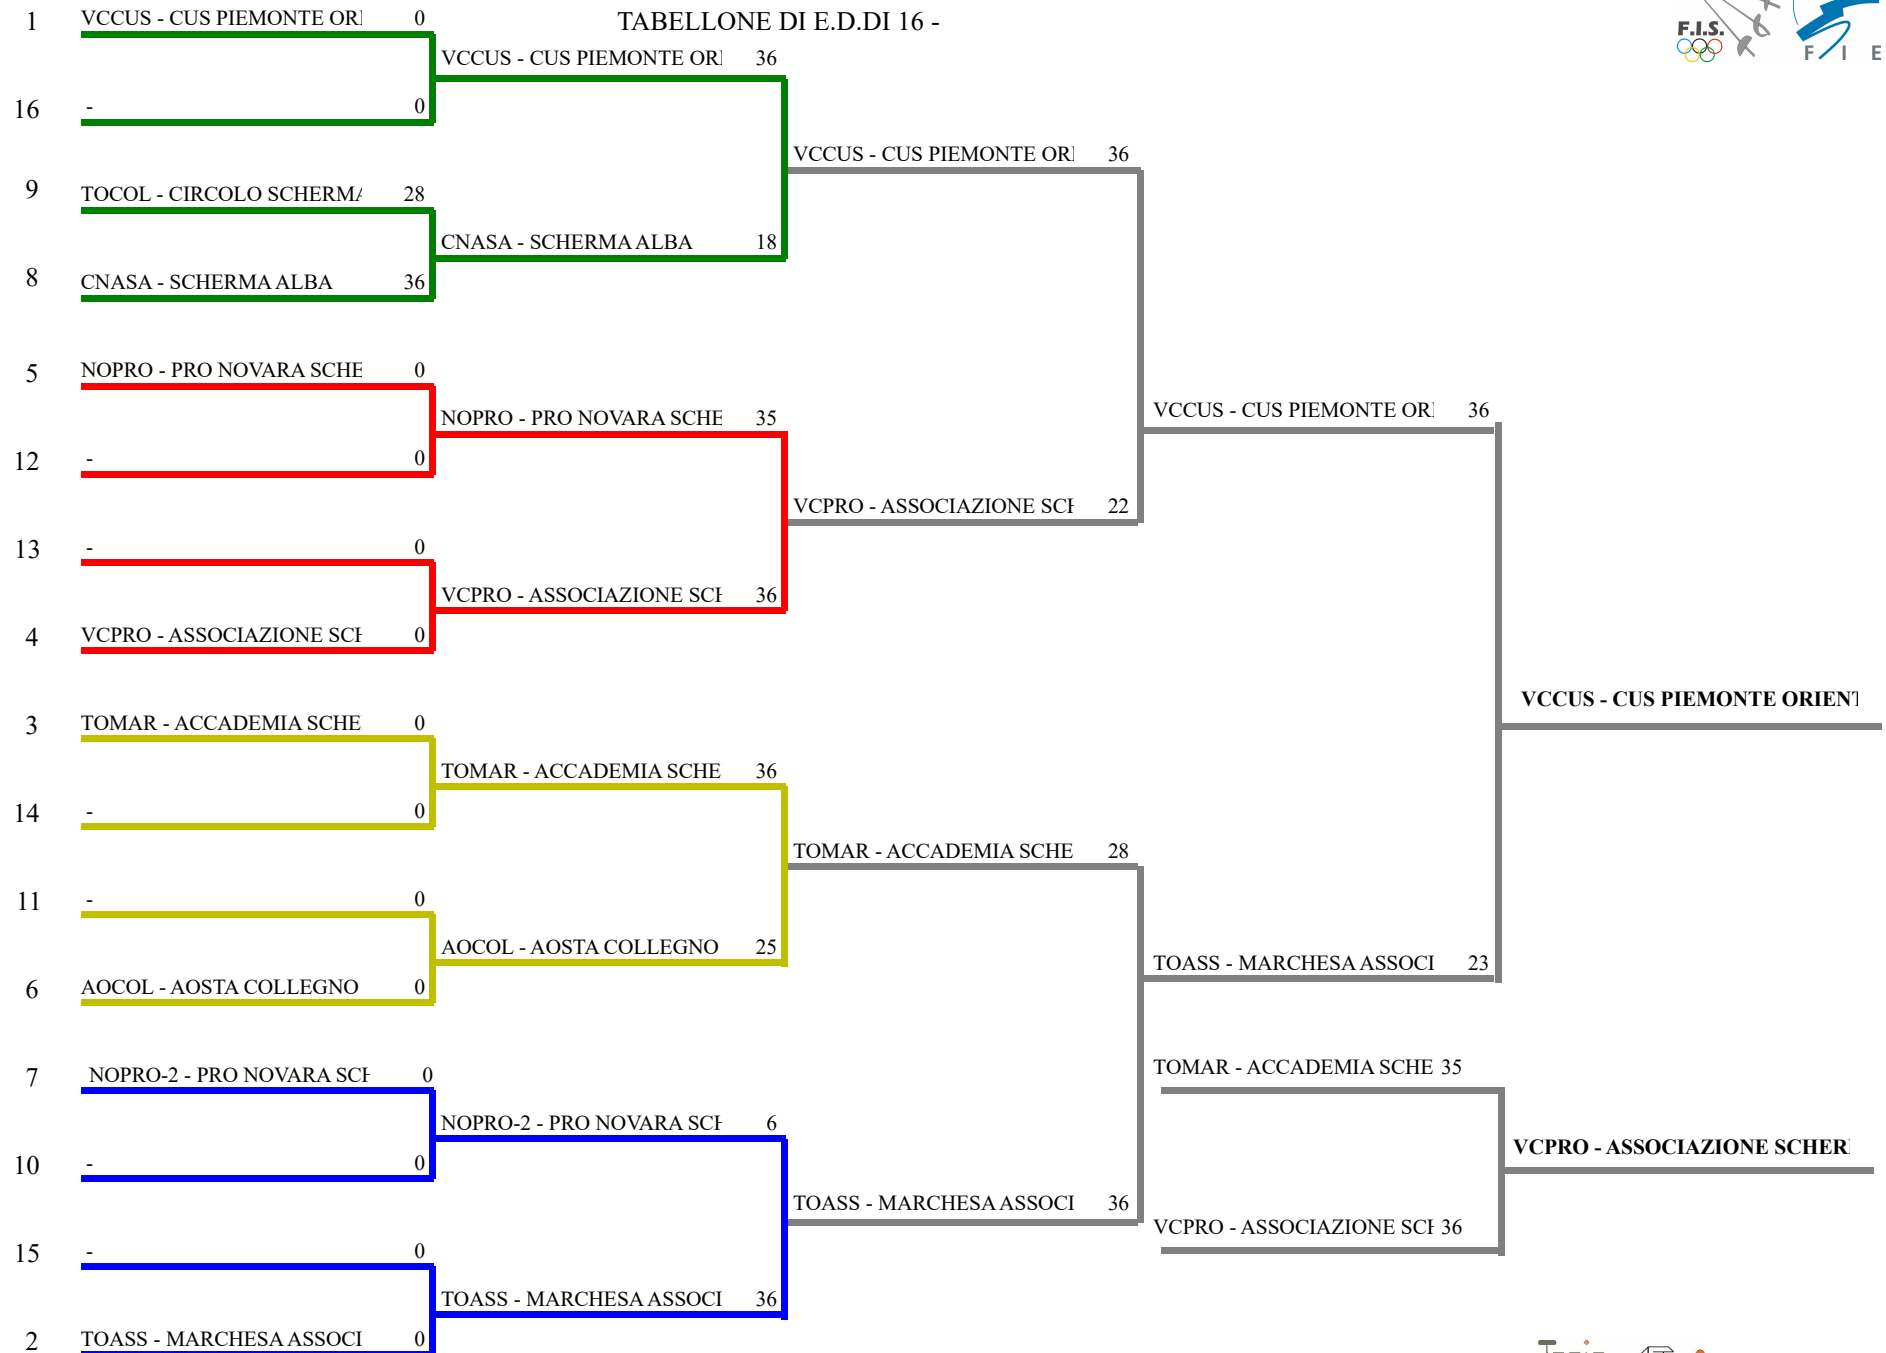 TABELLONE DI E.D.DI 16 -
F.I.S.
F I E
1 VCCUS - CUS PIEMONTE ORI 0
VCCUS - CUS PIEMONTE ORI 36
16 - 0
VCCUS - CUS PIEMONTE ORI 36
9 TOCOL - CIRCOLO SCHERMA 28
CNASA - SCHERMA ALBA 18
8 CNASA - SCHERMA ALBA 36
5 NOPRO - PRO NOVARA SCHE 0
VCCUS - CUS PIEMONTE ORI 36
NOPRO - PRO NOVARA SCHE 35
12 - 0
VCPRO - ASSOCIAZIONE SCH 22
13 - 0
VCPRO - ASSOCIAZIONE SCH 36
4 VCPRO - ASSOCIAZIONE SCH 0
VCCUS - CUS PIEMONTE ORIENT
3 TOMAR - ACCADEMIA SCHE 0
TOMAR - ACCADEMIA SCHE 36
14 - 0
TOMAR - ACCADEMIA SCHE 28
11 - 0
AOCOL - AOSTA COLLEGNO 25
TOASS - MARCHESA ASSOCI 23
6 AOCOL - AOSTA COLLEGNO 0
TOMAR - ACCADEMIA SCHE 35
7 NOPRO-2 - PRO NOVARA SCH 0
NOPRO-2 - PRO NOVARA SCH 6
VCPRO - ASSOCIAZIONE SCHER
10 - 0
TOASS - MARCHESA ASSOCI 36
VCPRO - ASSOCIAZIONE SCH 36
15 - 0
TOASS - MARCHESA ASSOCI 36
2 TOASS - MARCHESA ASSOCI 0